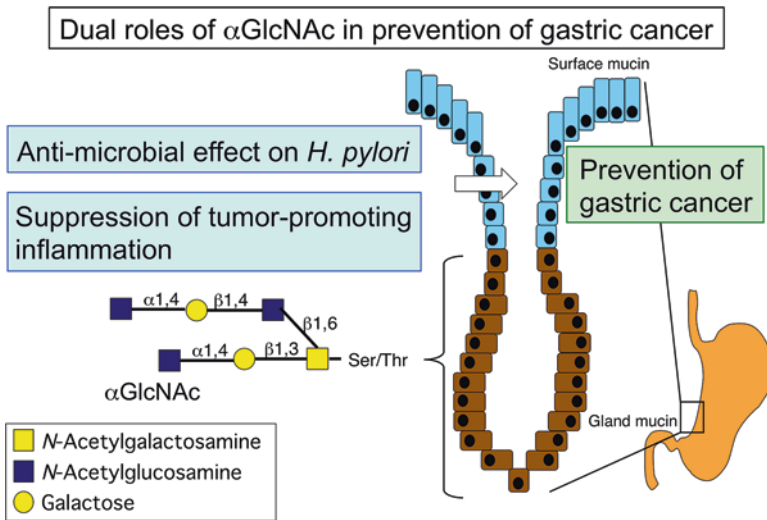 Dual roles of αGlcNAc in prevention of gastric cancer
Surface mucin
Anti-microbial effect on H. pylori
Prevention of
gastric cancer
Suppression of tumor-promoting
inflammation
α1,4
β1,4
β1,6
α1,4
β1,3
Ser/Thr
αGlcNAc
Gland mucin
N-Acetylgalactosamine
N-Acetylglucosamine
Galactose